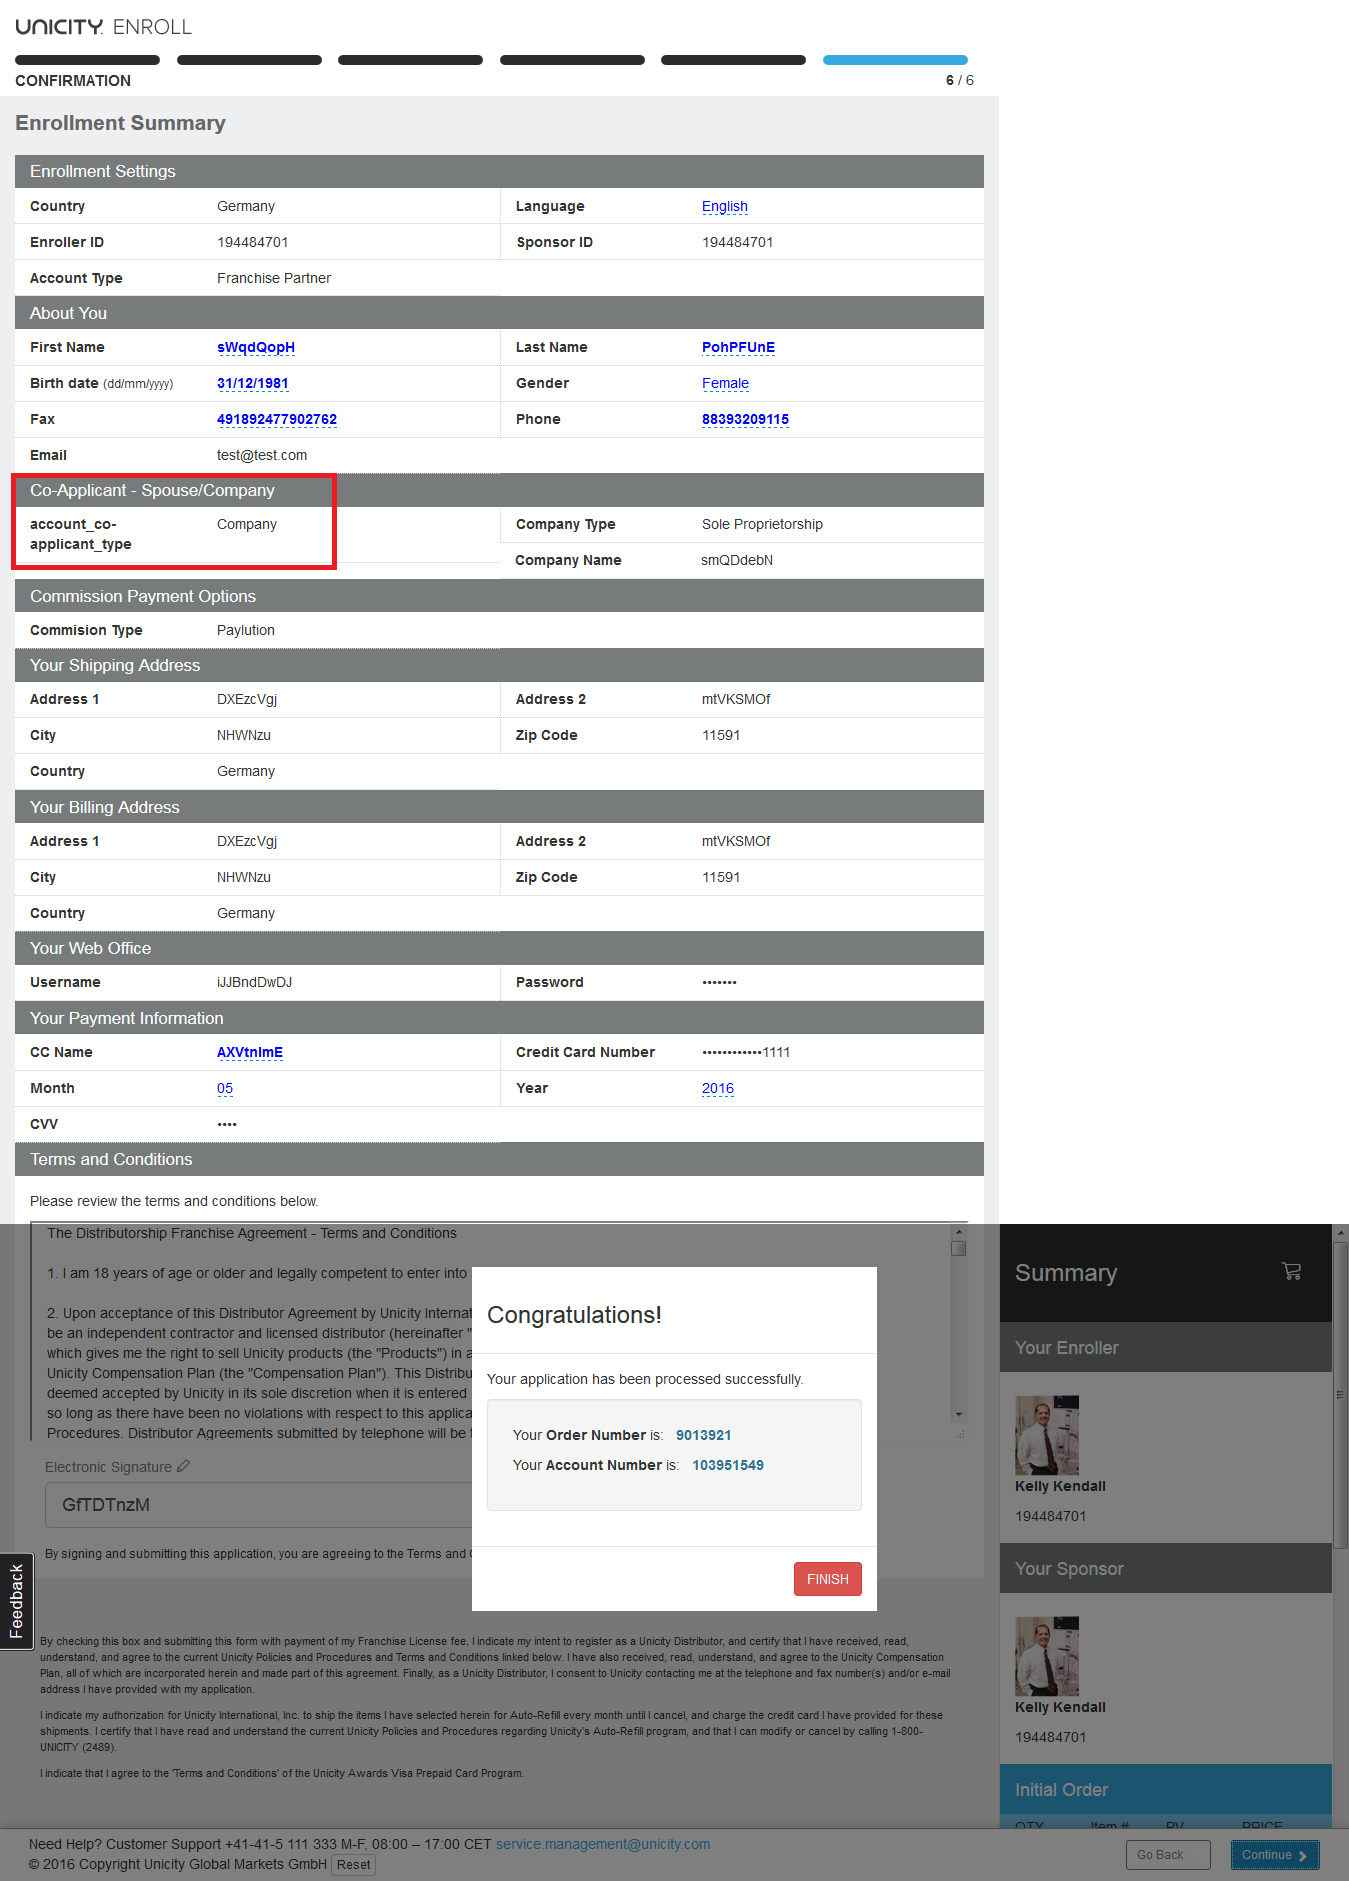 UNICITY. ENROLL
CONFIRMATION 6 / 6
Enrollment Summary
Enrollment Settings
Country Germany Language English
Enroller ID 194484701 Sponsor ID 194484701
Account Type Franchise Partner
About You
First Name sWqdQopH Last Name PohPFUnE
Birth date (dd/mm/yyyy) 31/12/1981 Gender Female
Fax 491892477902762 Phone 88393209115
Email test@test.com
Co-Applicant - Spouse/Company
account_co-
applicant_type Company Company Type Sole Proprietorship
Company Name smQDdebN
Commission Payment Options
Commision Type Paylution
Your Shipping Address
Address 1 DXEzcVgj Address 2 mtVKSMOf
City NHWNzu Zip Code 11591
Country Germany
Your Billing Address
Address 1 DXEzcVgj Address 2 mtVKSMOf
City NHWNzu Zip Code 11591
Country Germany
Your Web Office
Username iJJBndDwDJ Password •••••••
Your Payment Information
CC Name Credit Card Number ••••••••••••1111
Month 05 Year 2016
CVV ••••
Terms and Conditions
Please review the terms and conditions below.
The Distributorship Franchise Agreement - Terms and Conditions
1. I am 18 years of age or older and legally competent to enter into
2. Upon acceptance of this Distributor Agreement by Unicity Internat
be an independent contractor and licensed distributor (hereinafter "
which gives me the right to sell Unicity products (the "Products") in a
Unicity Compensation Plan (the "Compensation Plan"). This Distribu
deemed accepted by Unicity in its sole discretion when it is entered
so long as there have been no violations with respect to this applica
Procedures. Distributor Agreements submitted by telephone will be
Electronic Signature
GfTDTnzM
By signing and submitting this application, you are agreeing to the Terms and
Congratulations!
Your application has been processed successfully.
Your Order Number is: 9013921
Your Account Number is: 103951549
FINISH
Summary
Your Enroller
Kelly Kendall
194484701
Your Sponsor
Kelly Kendall
194484701
Initial Order
QTY Item # PV PRICE
Feedback
By checking this box and submitting this form with payment of my Franchise License fee, I indicate my intent to register as a Unicity Distributor, and certify that I have received, read,
understand, and agree to the current Unicity Policies and Procedures and Terms and Conditions linked below. I have also received, read, understand, and agree to the Unicity Compensation
Plan, all of which are incorporated herein and made part of this agreement. Finally, as a Unicity Distributor, I consent to Unicity contacting me at the telephone and fax number(s) and/or e-mail
address I have provided with my application.
I indicate my authorization for Unicity International, Inc. to ship the items I have selected herein for Auto-Refill every month until I cancel, and charge the credit card I have provided for these
shipments. I certify that I have read and understand the current Unicity Policies and Procedures regarding Unicity's Auto-Refill program, and that I can modify or cancel by calling 1-800-
UNICITY (2489).
I indicate that I agree to the 'Terms and Conditions' of the Unicity Awards Visa Prepaid Card Program.
Need Help? Customer Support +41-41-5 111 333 M-F, 08:00 – 17:00 CET service.management@unicity.com
© 2016 Copyright Unicity Global Markets GmbH Reset
Go Back Continue